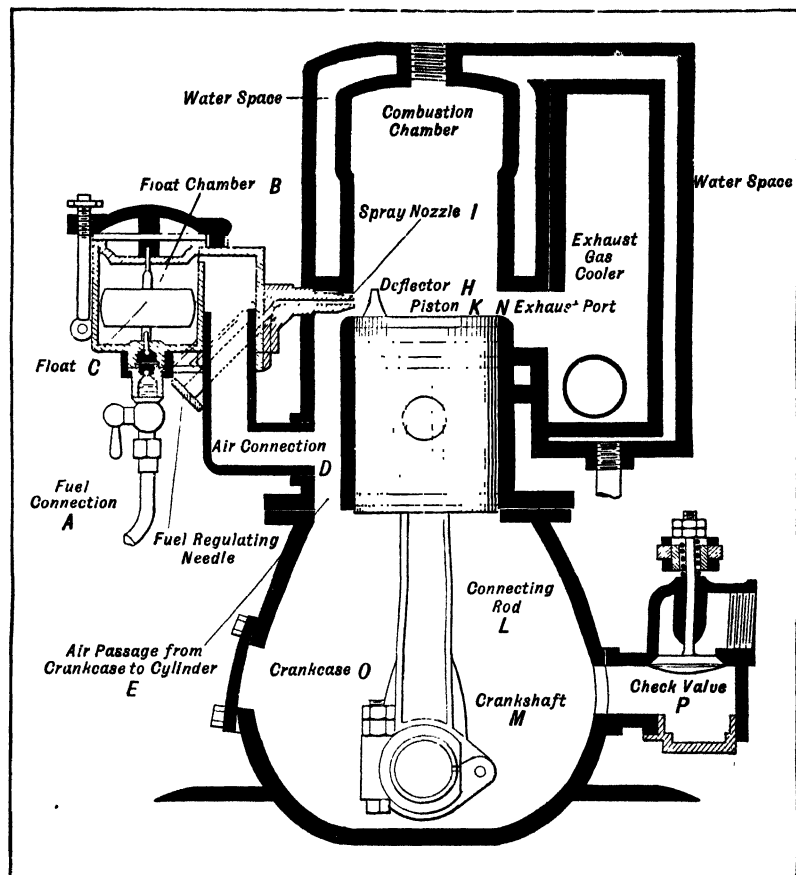 Water Space
Combustion
Chamber
Float Chamber B
Water Space
Spray Nozzle I
Exhaust
Gas
Cooler
Deflector H
Piston K N Exhaust Port
Float C
Air Connection
D
Fuel
Connection
A
Fuel Regulating
Needle
Connecting
Rod
L
Air Passage from
Crankcase to Cylinder
E
Crankcase O
Crankshaft
M
Check Valve
P